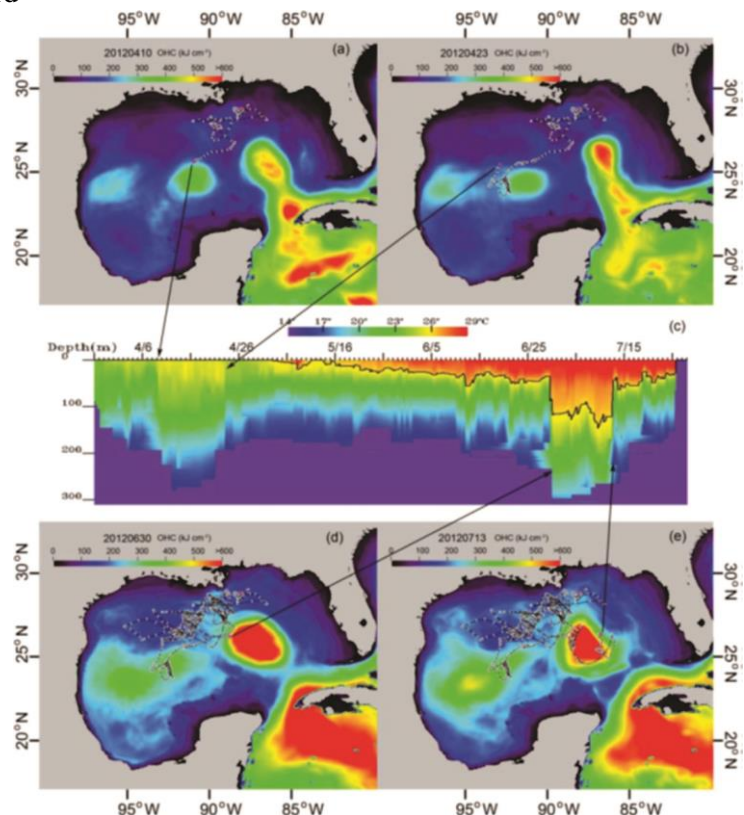 95°W 90°W 85°W 95°W 90°W 85°W
20120410 OHC (kJ cm⁻²) (a)
0 100 200 300 400 500 >600
20120423 OHC (kJ cm⁻²) (b)
0 100 200 300 400 500 >600
30°N 30°N
25°N 25°N
20°N 20°N
14° 17° 20° 23° 26° 29°C (c)
Depth(m) 4/6 4/26 5/16 6/5 6/25 7/15
0
100
200
300
20120630 OHC (kJ cm⁻²) (d)
0 100 200 300 400 500 >600
20120713 OHC (kJ cm⁻²) (e)
0 100 200 300 400 500 >600
30°N 30°N
25°N 25°N
20°N 20°N
95°W 90°W 85°W 95°W 90°W 85°W